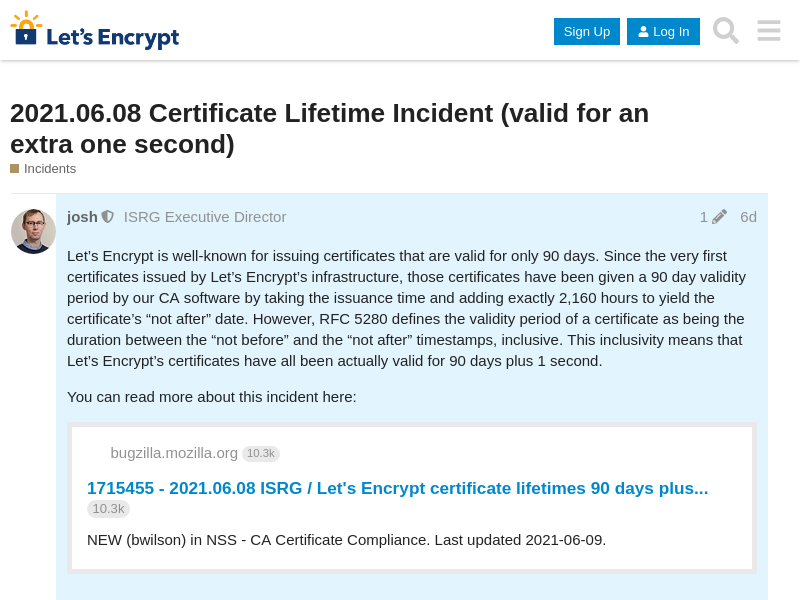 Let's Encrypt
Sign Up
Log In
2021.06.08 Certificate Lifetime Incident (valid for an
extra one second)
Incidents
josh ISRG Executive Director 1 6d
Let’s Encrypt is well-known for issuing certificates that are valid for only 90 days. Since the very first
certificates issued by Let’s Encrypt’s infrastructure, those certificates have been given a 90 day validity
period by our CA software by taking the issuance time and adding exactly 2,160 hours to yield the
certificate’s “not after” date. However, RFC 5280 defines the validity period of a certificate as being the
duration between the “not before” and the “not after” timestamps, inclusive. This inclusivity means that
Let’s Encrypt’s certificates have all been actually valid for 90 days plus 1 second.
You can read more about this incident here:
bugzilla.mozilla.org 10.3k
1715455 - 2021.06.08 ISRG / Let's Encrypt certificate lifetimes 90 days plus...
10.3k
NEW (bwilson) in NSS - CA Certificate Compliance. Last updated 2021-06-09.